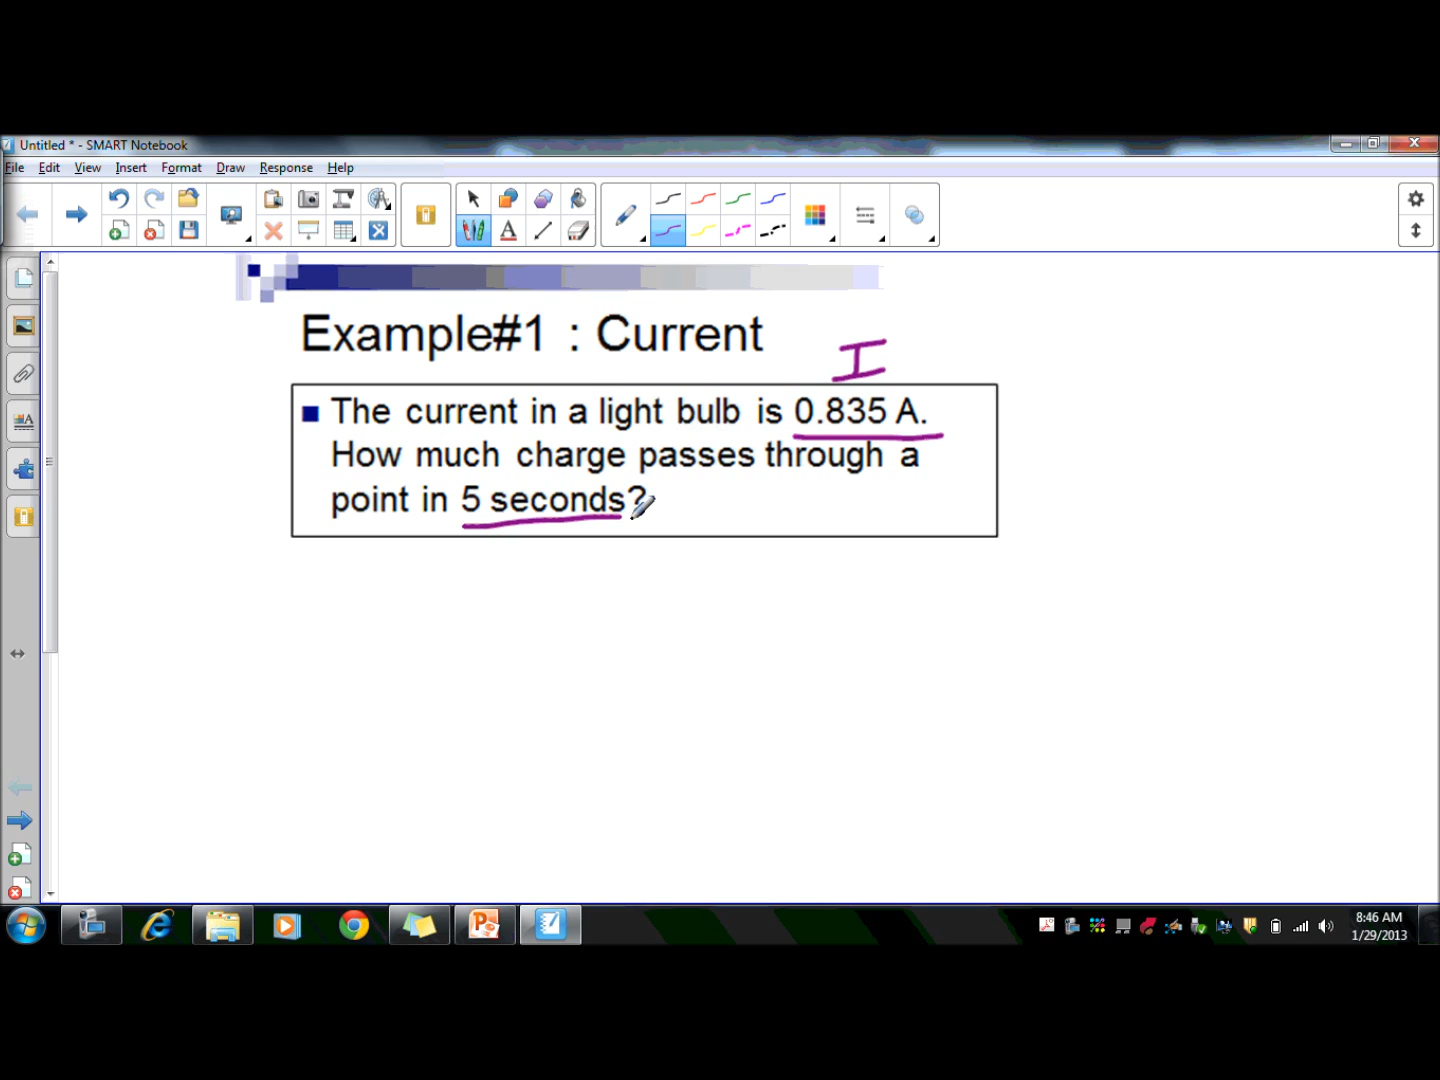 Untitled * - SMART Notebook
File Edit View Insert Format Draw Response Help
Example#1 : Current
I
The current in a light bulb is 0.835 A.
How much charge passes through a
point in 5 seconds?
8:46 AM
1/29/2013